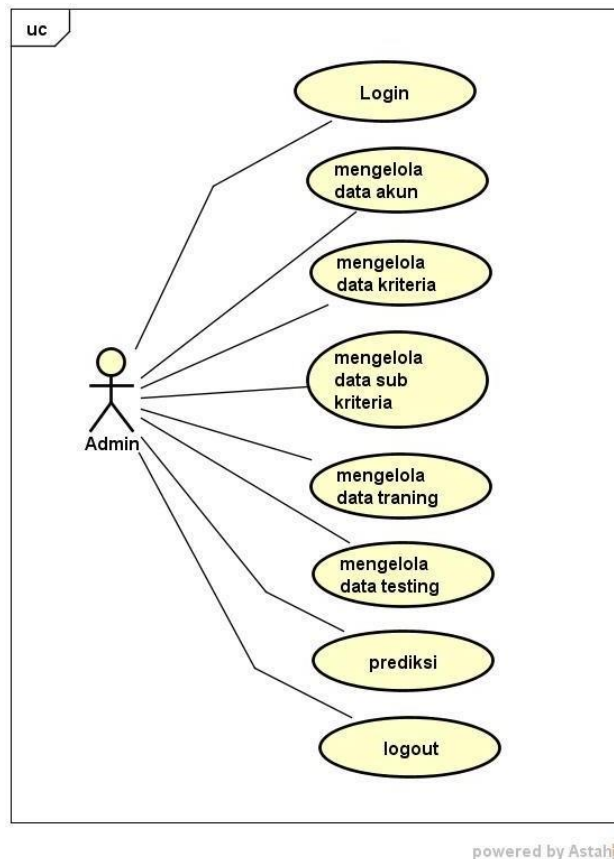 uc
Login
mengelola
data akun
mengelola
data kriteria
mengelola
data sub
kriteria
Admin
mengelola
data traning
mengelola
data testing
prediksi
logout
powered by Astah